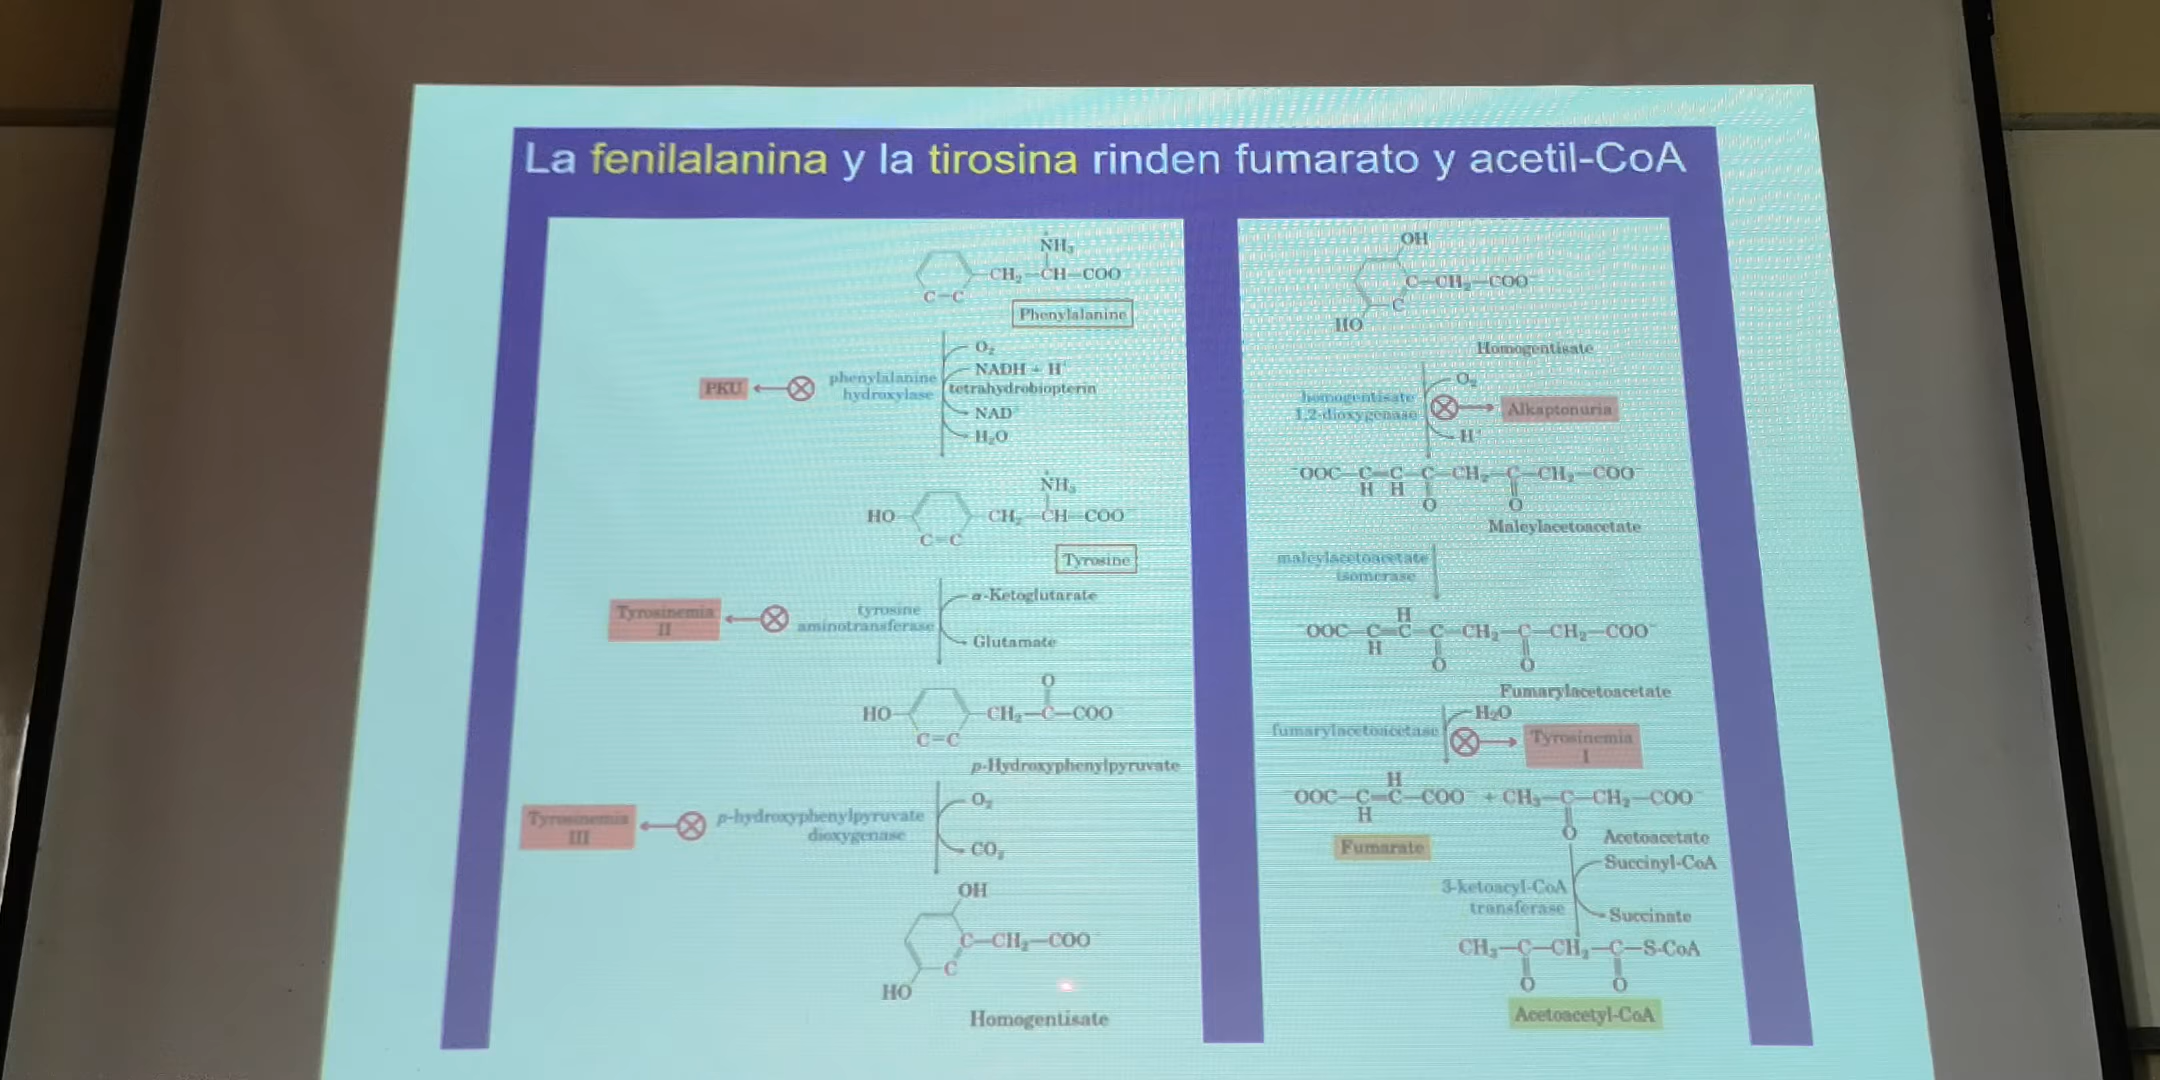 La fenilalanina y la tirosina rinden fumarato y acetil-CoA
NH₃
CH₂—CH—COO
C—C
Phenylalanine
O₂
NADH + H⁺
PKU
phenylalanine
hydroxylase
tetrahydrobiopterin
NAD
H₂O
NH₃
HO
CH₂—CH—COO
C=C
Tyrosine
Tyrosinemia
II
tyrosine
aminotransferase
α-Ketoglutarate
Glutamate
O
HO
CH₂—C—COO
C=C
p-Hydroxyphenylpyruvate
Tyrosinemia
III
p-hydroxyphenylpyruvate
dioxygenase
O₂
CO₂
OH
C—CH₂—COO
C
HO
Homogentisate
OH
C—CH₂—COO⁻
C
HO
Homogentisate
homogentisate
1,2-dioxygenase
O₂
Alkaptonuria
H⁺
⁻OOC—C=C—C—CH₂—C—CH₂—COO⁻
H H
O O
Maleylacetoacetate
maleylacetoacetate
isomerase
H
⁻OOC—C=C—C—CH₂—C—CH₂—COO⁻
H
O O
Fumarylacetoacetate
fumarylacetoacetase
H₂O
Tyrosinemia
I
H
OOC—C=C—COO⁻ + CH₃—C—CH₂—COO⁻
H
O
Fumarate
Acetoacetate
Succinyl-CoA
3-ketoacyl-CoA
transferase
Succinate
CH₃—C—CH₂—C—S-CoA
O O
Acetoacetyl-CoA